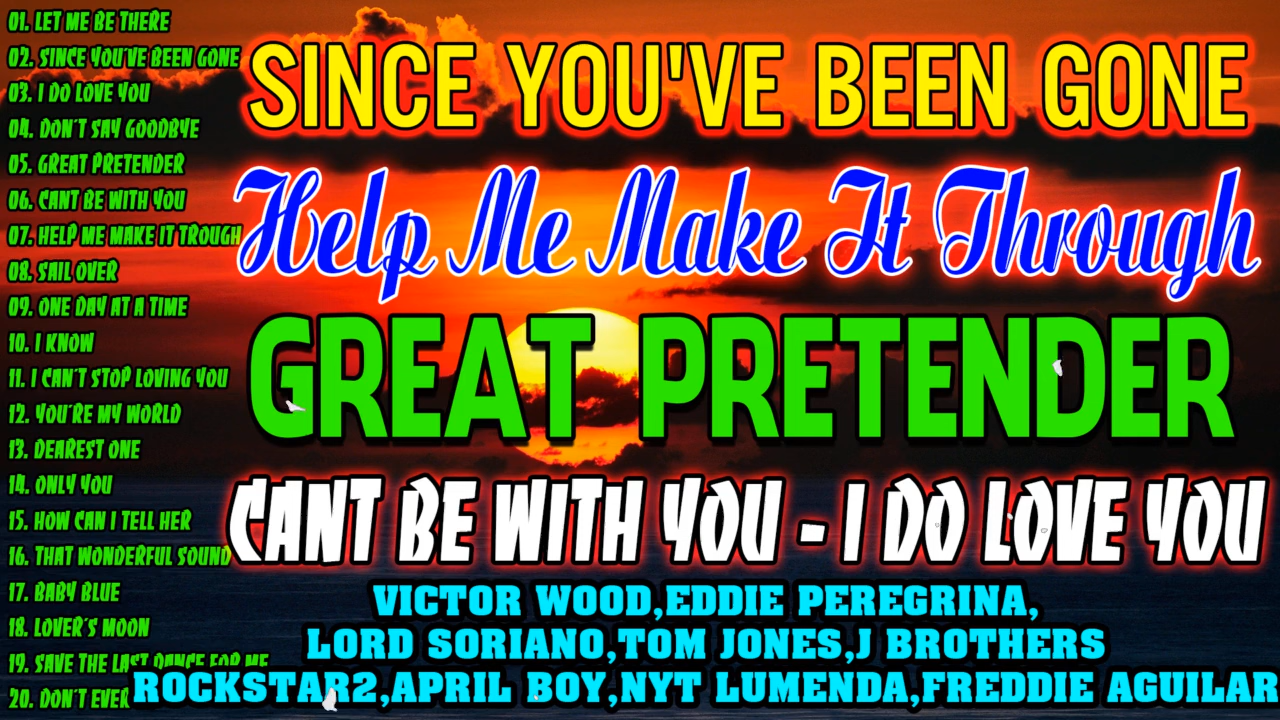 01. LET ME BE THERE
02. SINCE YOU'VE BEEN GONE
03. I DO LOVE YOU
04. DON'T SAY GOODBYE
05. GREAT PRETENDER
06. CANT BE WITH YOU
07. HELP ME MAKE IT TROUGH
08. SAIL OVER
09. ONE DAY AT A TIME
10. I KNOW
11. I CAN'T STOP LOVING YOU
12. YOU'RE MY WORLD
13. DEAREST ONE
14. ONLY YOU
15. HOW CAN I TELL HER
16. THAT WONDERFUL SOUND
17. BABY BLUE
18. LOVER'S MOON
19. SAVE THE LAST DANCE FOR ME
20. DON'T EVER
SINCE YOU'VE BEEN GONE
Help Me Make It Through
GREAT PRETENDER
CANT BE WITH YOU - I DO LOVE YOU
VICTOR WOOD,EDDIE PEREGRINA,
LORD SORIANO,TOM JONES,J BROTHERS
ROCKSTAR2,APRIL BOY,NYT LUMENDA,FREDDIE AGUILAR